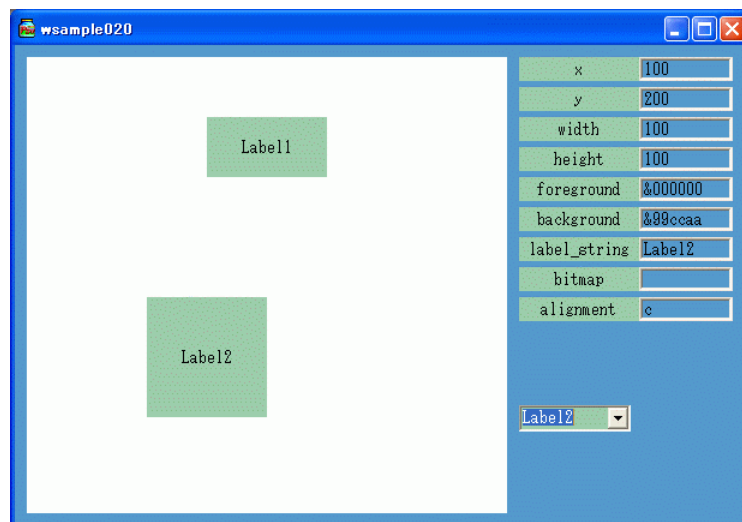 wsample020
Label1
Label2
x 100
y 200
width 100
height 100
foreground &000000
background &99ccaa
label_string Label2
bitmap
alignment c
Label2